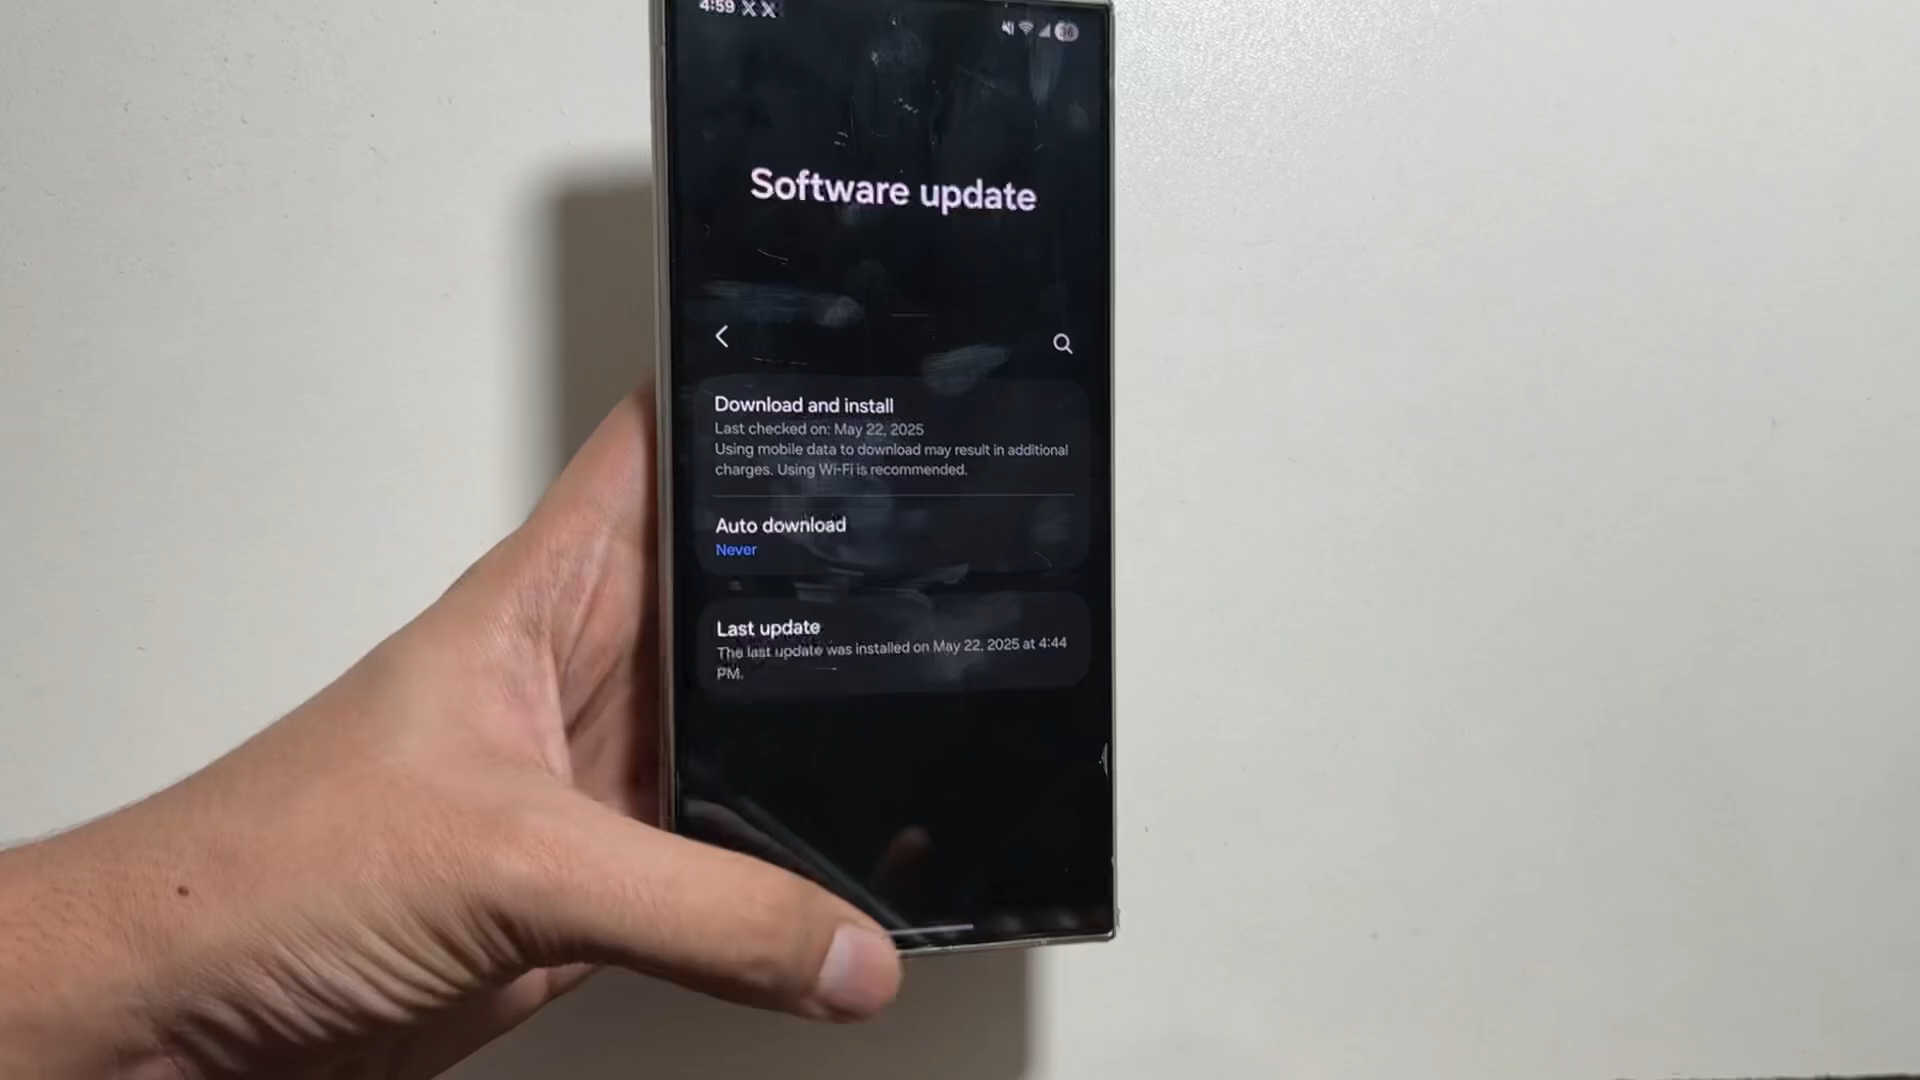 4:59 X X
36
Software update
Download and install
Last checked on: May 22, 2025
Using mobile data to download may result in additional
charges. Using Wi-Fi is recommended.
Auto download
Never
Last update
The last update was installed on May 22, 2025 at 4:44
PM.